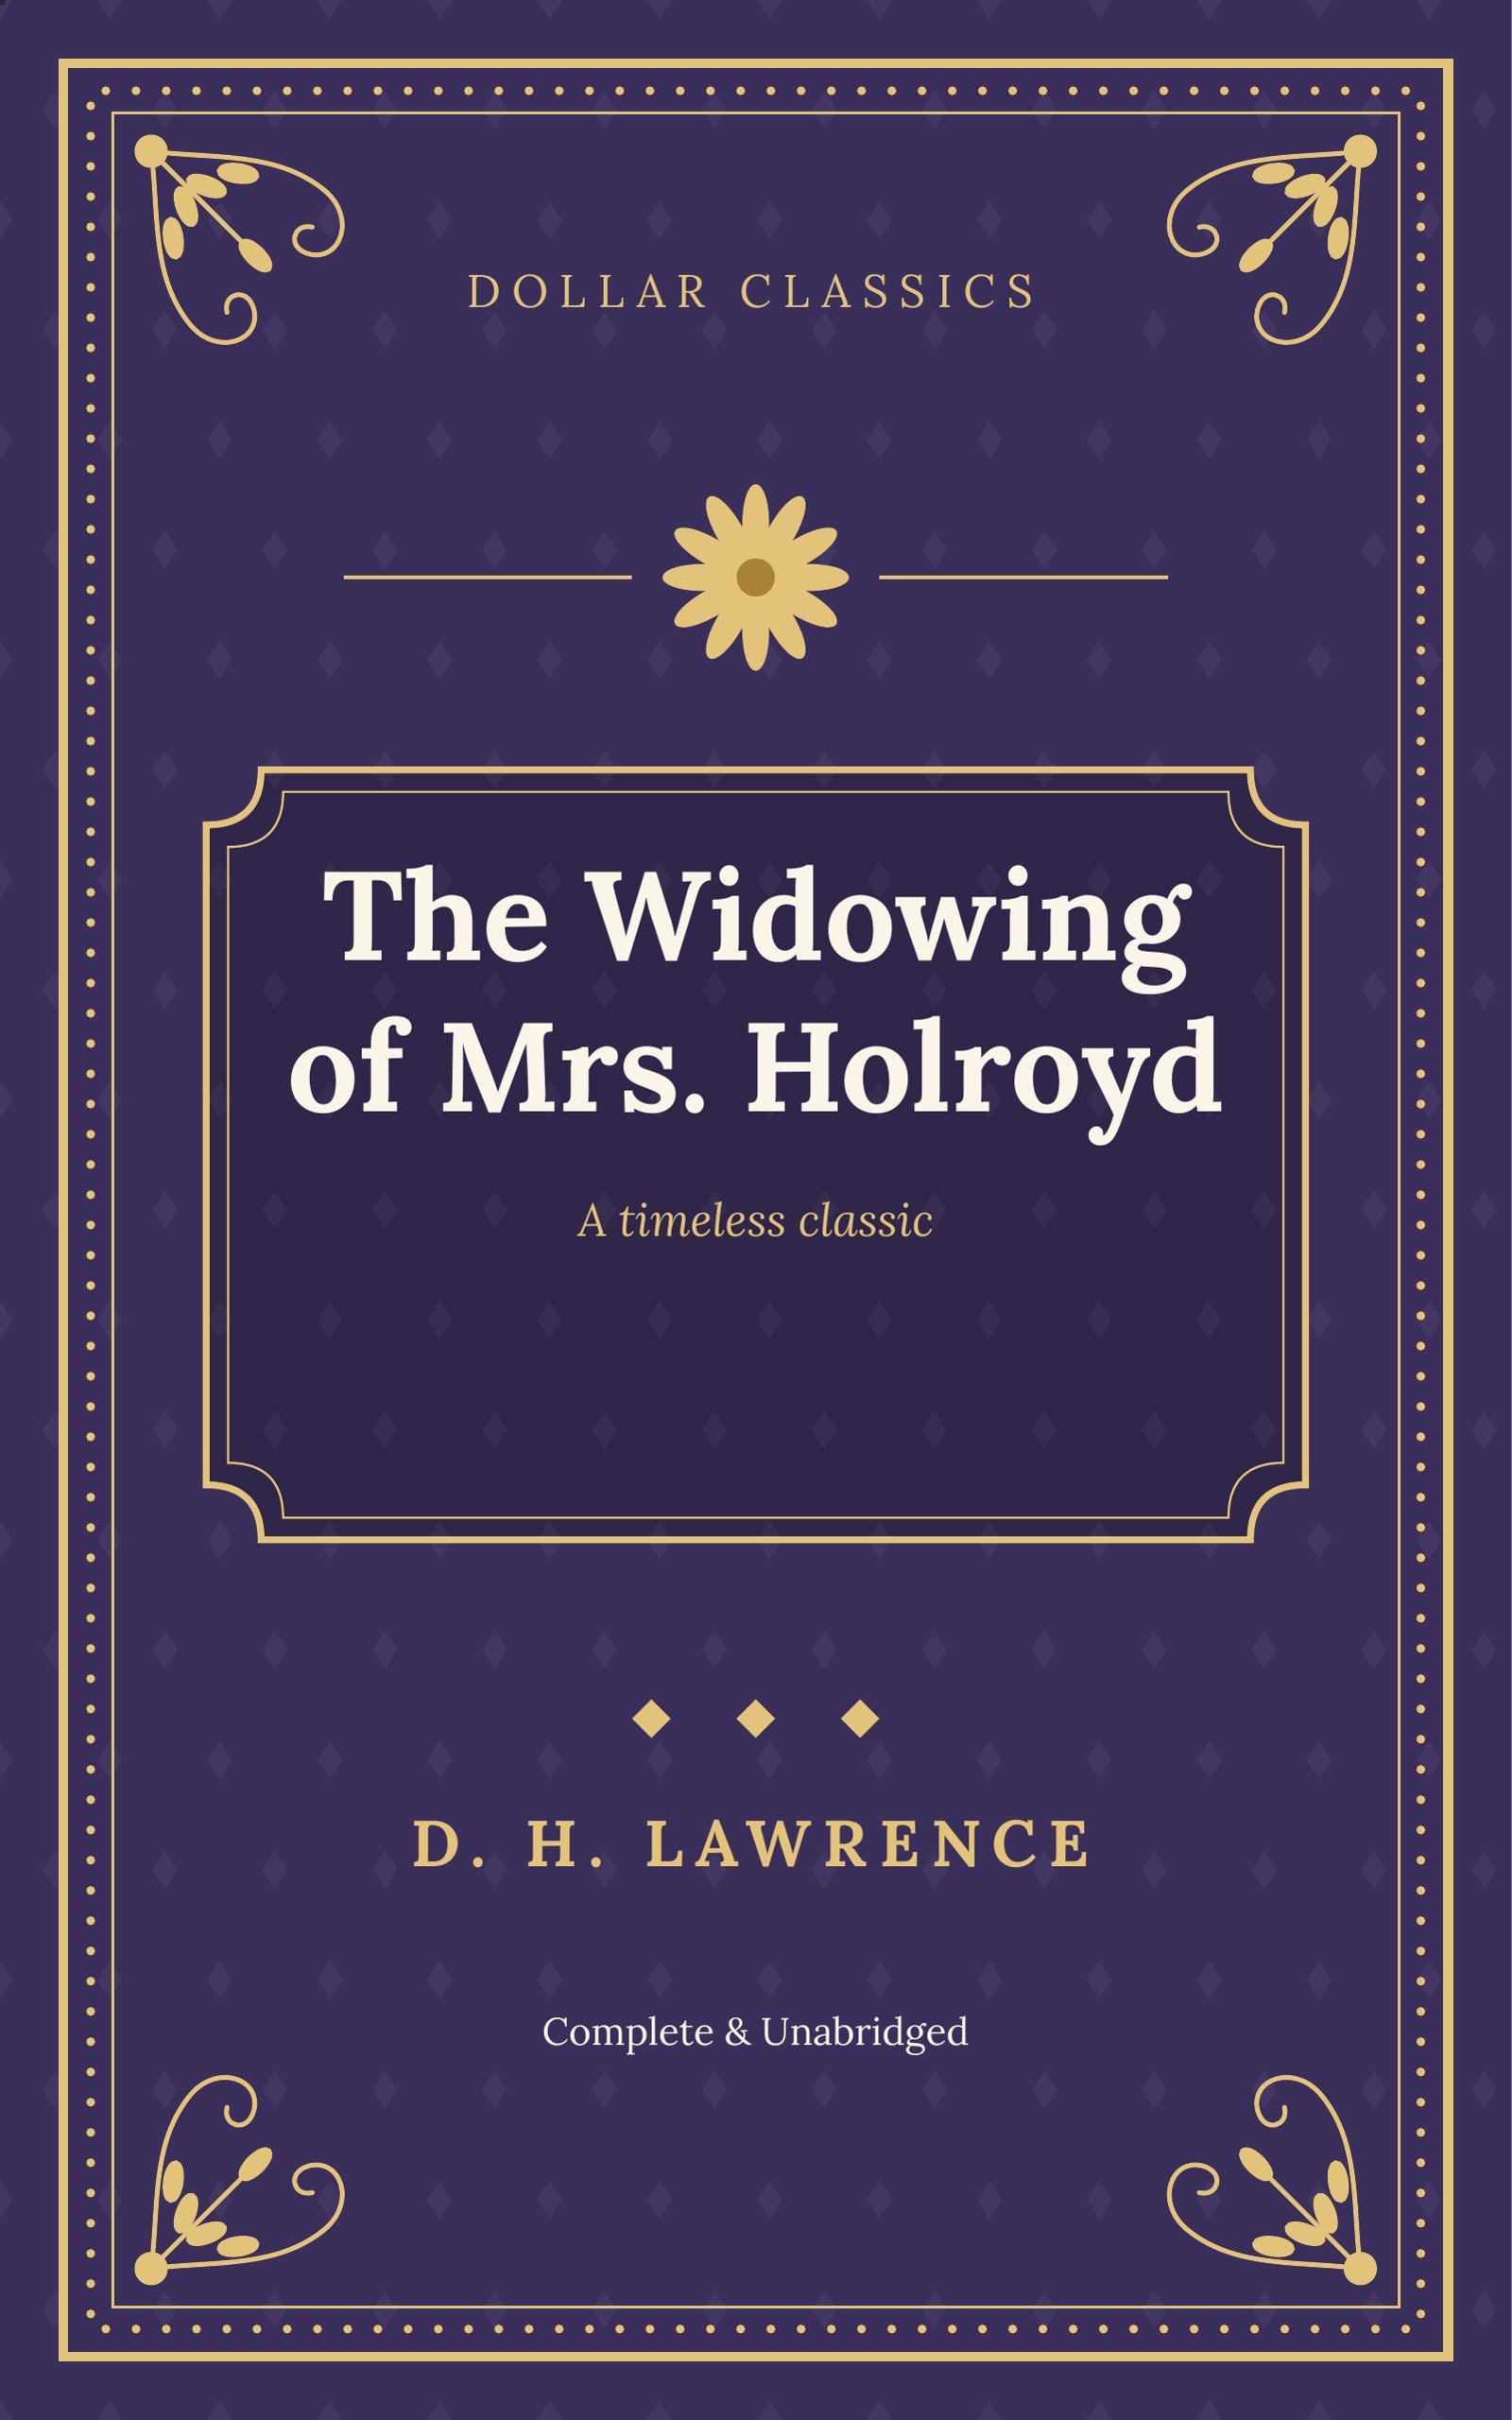 DOLLAR CLASSICS
The Widowing
of Mrs. Holroyd
A timeless classic
D. H. LAWRENCE
Complete & Unabridged